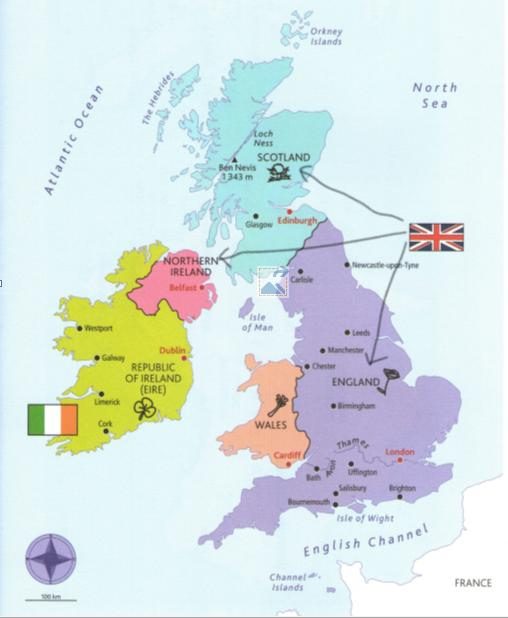 Orkney
Islands
The Hebrides
North
Sea
Atlantic Ocean
Loch
Ness
SCOTLAND
Ben Nevis
1343 m
Glasgow
Edinburgh
NORTHERN
IRELAND
Belfast
Carlisle
Newcastle-upon-Tyne
Isle
of Man
Westport
Leeds
Galway
Dublin
Manchester
Chester
REPUBLIC
OF IRELAND
(EIRE)
ENGLAND
Limerick
Birmingham
Cork
WALES
Thames
Cardiff
London
Bath
Avon
Uffington
Salisbury
Brighton
Bournemouth
Isle of Wight
English Channel
Channel
Islands
FRANCE
100 km